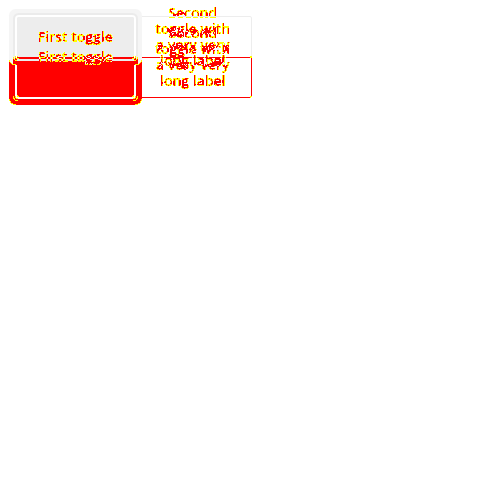 First toggle
First toggle
Second
toggle with
a very very
long label
Second
toggle with
a very very
long label